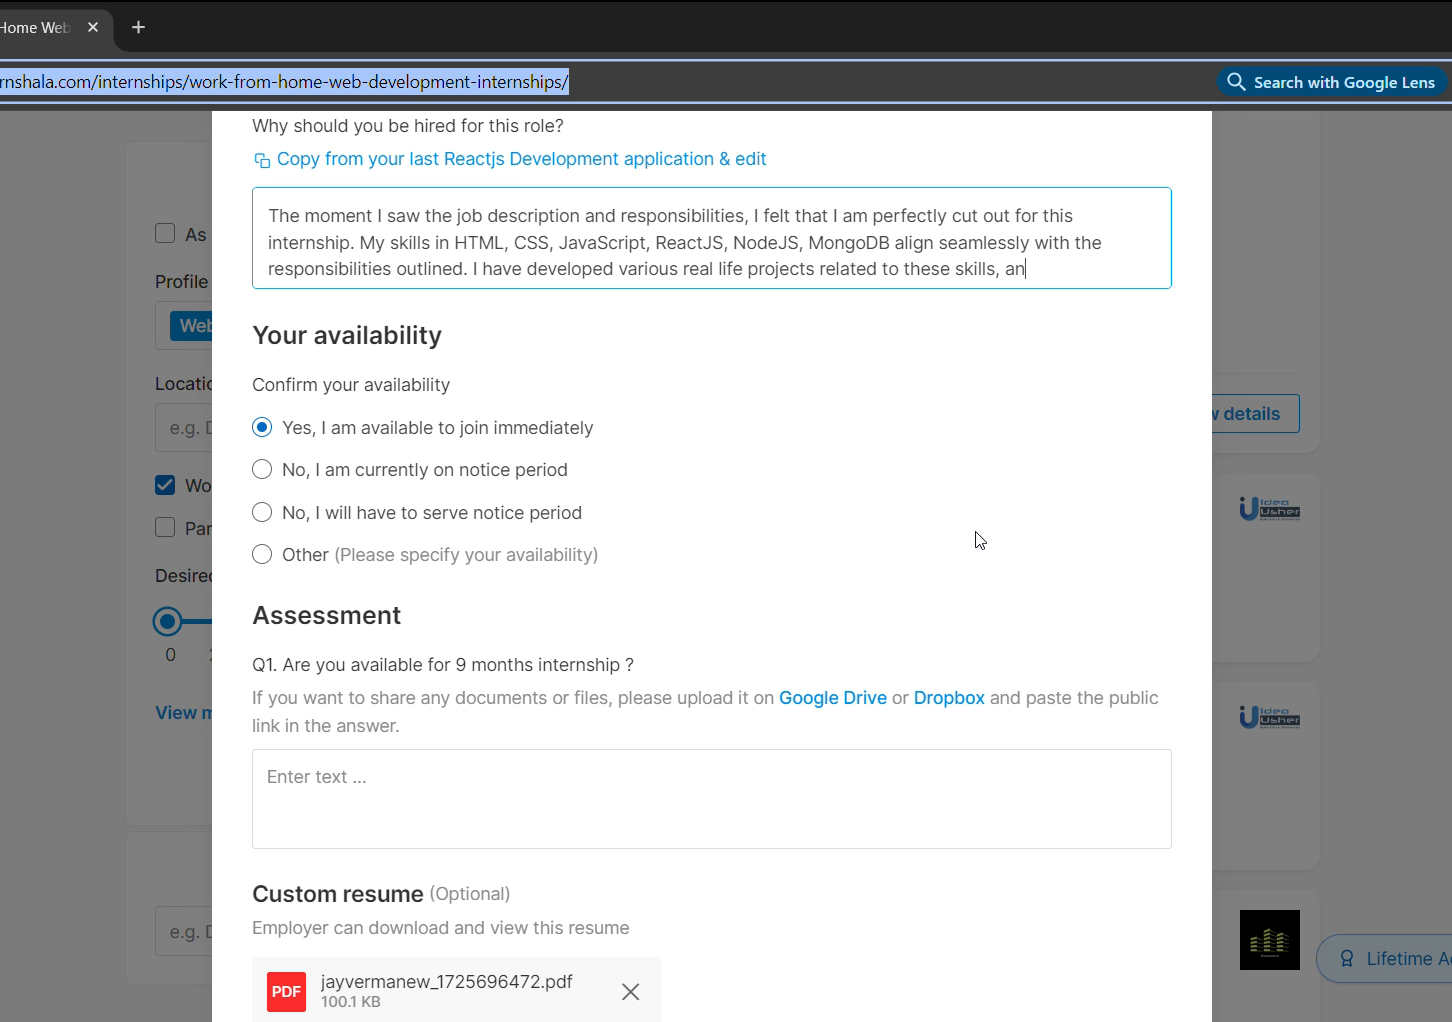 Home Web
rnshala.com/internships/work-from-home-web-development-internships/
Search with Google Lens
Why should you be hired for this role?
Copy from your last Reactjs Development application & edit
The moment I saw the job description and responsibilities, I felt that I am perfectly cut out for this
internship. My skills in HTML, CSS, JavaScript, ReactJS, NodeJS, MongoDB align seamlessly with the
responsibilities outlined. I have developed various real life projects related to these skills, an
As
Profile
Web
Locatio
e.g. D
Wo
Par
Desired
0
View m
e.g. D
Your availability
Confirm your availability
Yes, I am available to join immediately
No, I am currently on notice period
No, I will have to serve notice period
Other (Please specify your availability)
Assessment
Q1. Are you available for 9 months internship ?
If you want to share any documents or files, please upload it on Google Drive or Dropbox and paste the public
link in the answer.
Enter text ...
Custom resume (Optional)
Employer can download and view this resume
PDF
jayvermanew_1725696472.pdf
100.1 KB
w details
Idea
Usher
Idea
Usher
Lifetime A